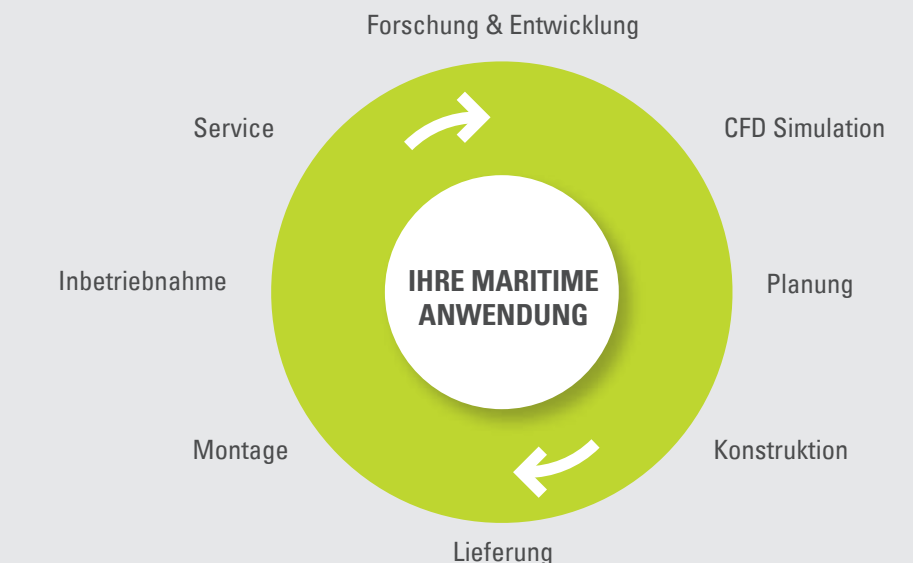 Forschung & Entwicklung
Service
CFD Simulation
Inbetriebnahme
IHRE MARITIME
ANWENDUNG
Planung
Montage
Konstruktion
Lieferung